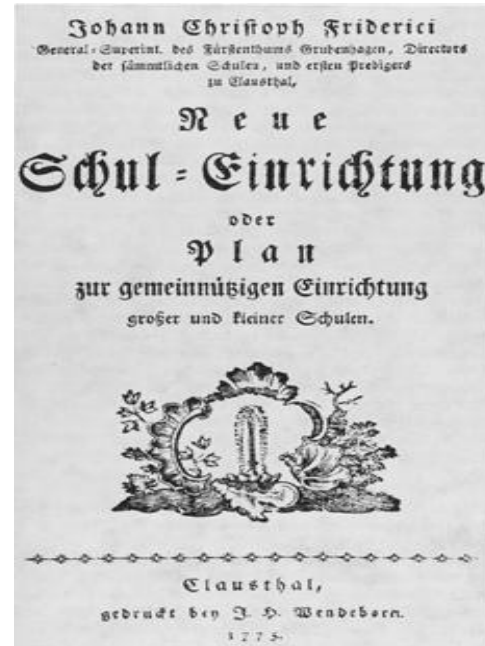 Johann Christoph Friderici
General-Superint. des Fürstenthums Grubenhagen, Directors
der sämmtlichen Schulen, und ersten Predigers
zu Clausthal,
Neue
Schul-Einrichtung
oder
Plan
zur gemeinnützigen Einrichtung
großer und kleiner Schulen.
Clausthal,
gedruckt bey J. H. Wendeborn.
1775.